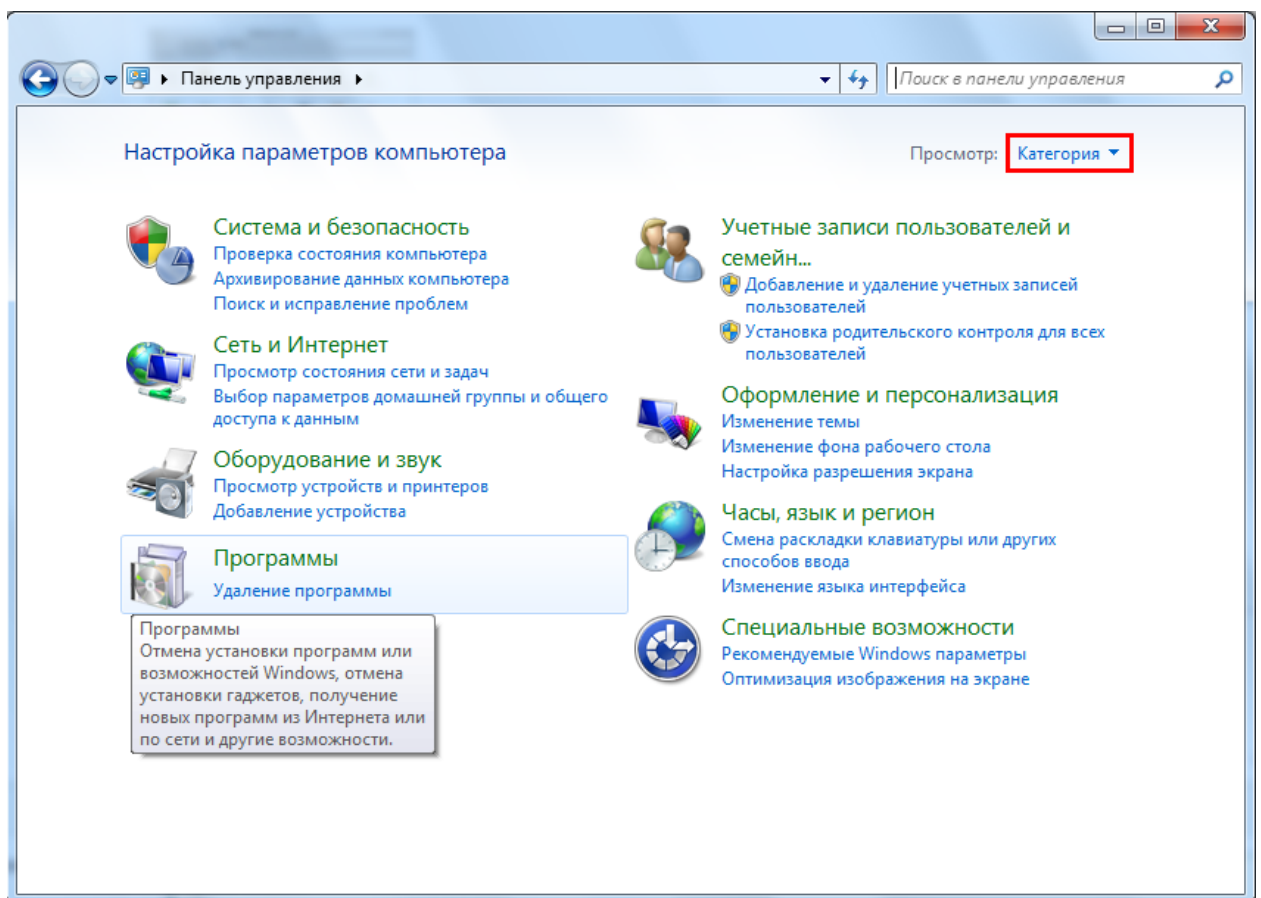 Панель управления
Поиск в панели управления
Настройка параметров компьютера
Просмотр: Категория
Система и безопасность
Проверка состояния компьютера
Архивирование данных компьютера
Поиск и исправление проблем
Сеть и Интернет
Просмотр состояния сети и задач
Выбор параметров домашней группы и общего
доступа к данным
Оборудование и звук
Просмотр устройств и принтеров
Добавление устройства
Программы
Удаление программы
Программы
Отмена установки программ или
возможностей Windows, отмена
установки гаджетов, получение
новых программ из Интернета или
по сети и другие возможности.
Учетные записи пользователей и
семейн...
Добавление и удаление учетных записей
пользователей
Установка родительского контроля для всех
пользователей
Оформление и персонализация
Изменение темы
Изменение фона рабочего стола
Настройка разрешения экрана
Часы, язык и регион
Смена раскладки клавиатуры или других
способов ввода
Изменение языка интерфейса
Специальные возможности
Рекомендуемые Windows параметры
Оптимизация изображения на экране